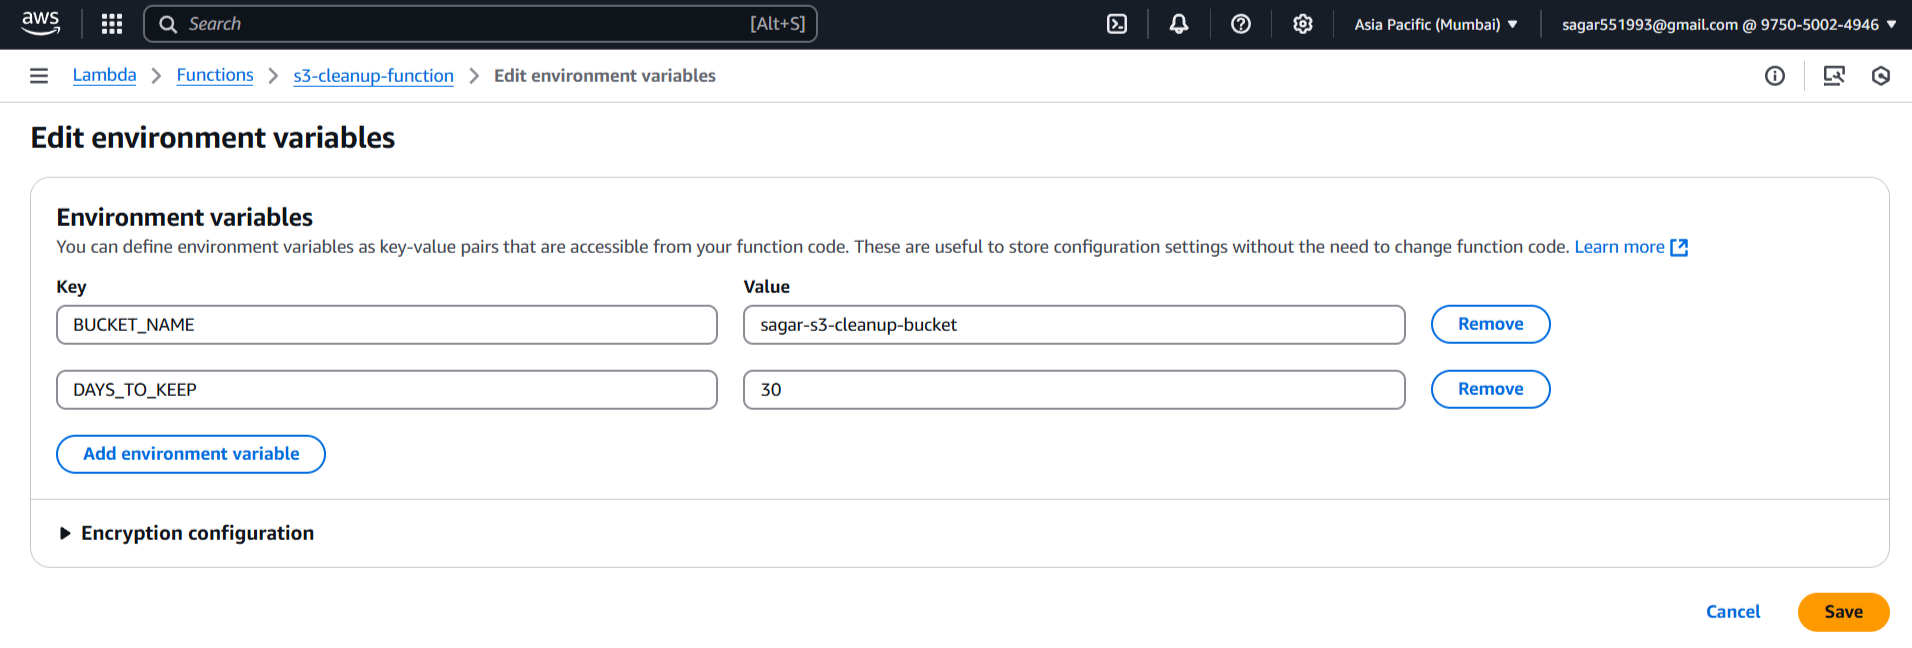 aws Search [Alt+S] Asia Pacific (Mumbai) sagar551993@gmail.com @ 9750-5002-4946
Lambda Functions s3-cleanup-function Edit environment variables
Edit environment variables
Environment variables
You can define environment variables as key-value pairs that are accessible from your function code. These are useful to store configuration settings without the need to change function code. Learn more
Key Value
BUCKET_NAME sagar-s3-cleanup-bucket Remove
DAYS_TO_KEEP 30 Remove
Add environment variable
Encryption configuration
Cancel Save